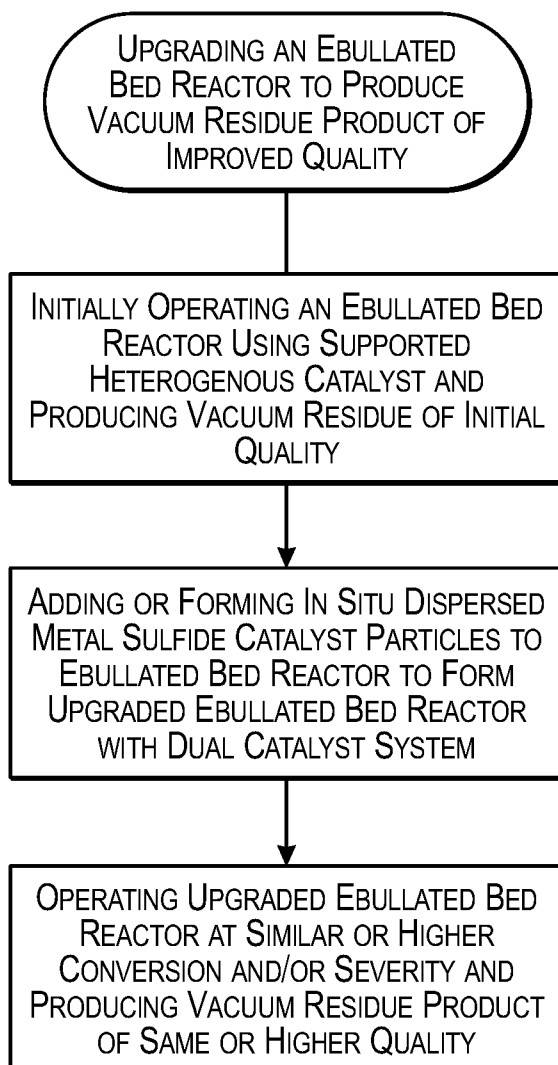 UPGRADING AN EBULLATED
BED REACTOR TO PRODUCE
VACUUM RESIDUE PRODUCT OF
IMPROVED QUALITY
INITIALLY OPERATING AN EBULLATED BED
REACTOR USING SUPPORTED
HETEROGENOUS CATALYST AND
PRODUCING VACUUM RESIDUE OF INITIAL
QUALITY
ADDING OR FORMING IN SITU DISPERSED
METAL SULFIDE CATALYST PARTICLES TO
EBULLATED BED REACTOR TO FORM
UPGRADED EBULLATED BED REACTOR
WITH DUAL CATALYST SYSTEM
OPERATING UPGRADED EBULLATED BED
REACTOR AT SIMILAR OR HIGHER
CONVERSION AND/OR SEVERITY AND
PRODUCING VACUUM RESIDUE PRODUCT
OF SAME OR HIGHER QUALITY